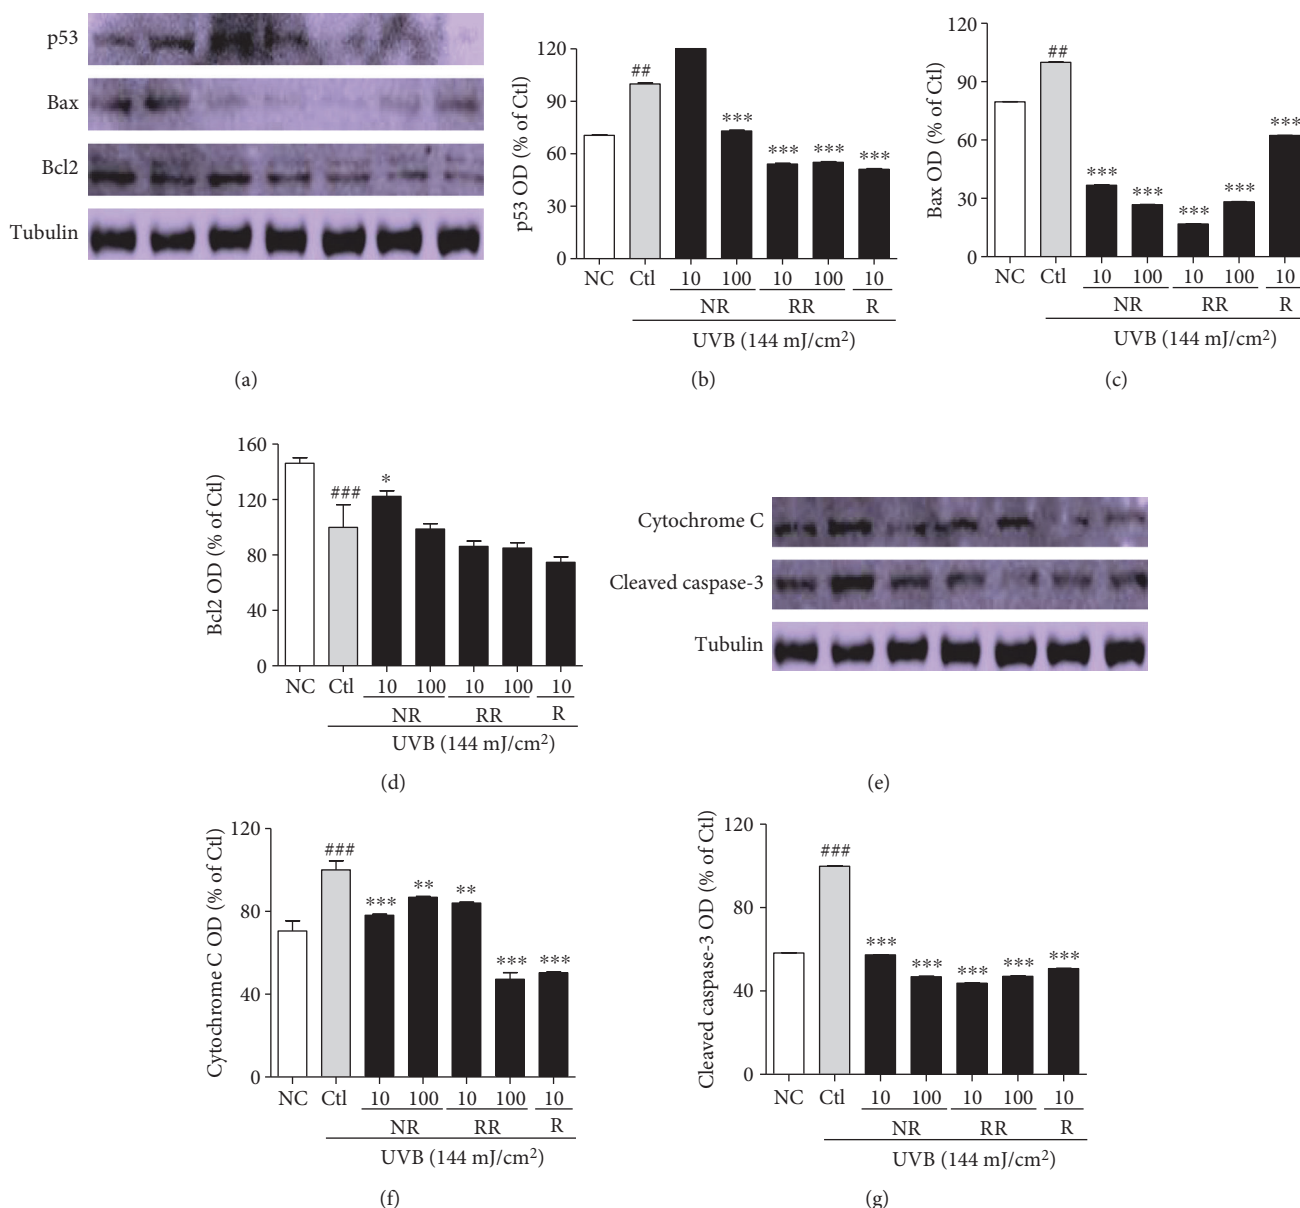 p53
Bax
Bcl2
Tubulin
(a)
p53 OD (% of Ctl)
120
90
60
30
0
##
***
***
***
***
NC Ctl 10 100 10 100 10
NR RR R
UVB (144 mJ/cm²)
(b)
Bax OD (% of Ctl)
120
90
60
30
0
##
***
***
***
***
***
NC Ctl 10 100 10 100 10
NR RR R
UVB (144 mJ/cm²)
(c)
Bcl2 OD (% of Ctl)
160
120
80
40
0
###
*
NC Ctl 10 100 10 100 10
NR RR R
UVB (144 mJ/cm²)
(d)
Cytochrome C
Cleaved caspase-3
Tubulin
(e)
Cytochrome C OD (% of Ctl)
120
80
40
0
###
***
**
**
***
***
NC Ctl 10 100 10 100 10
NR RR R
UVB (144 mJ/cm²)
(f)
Cleaved caspase-3 OD (% of Ctl)
120
80
40
0
###
***
***
***
***
***
NC Ctl 10 100 10 100 10
NR RR R
UVB (144 mJ/cm²)
(g)